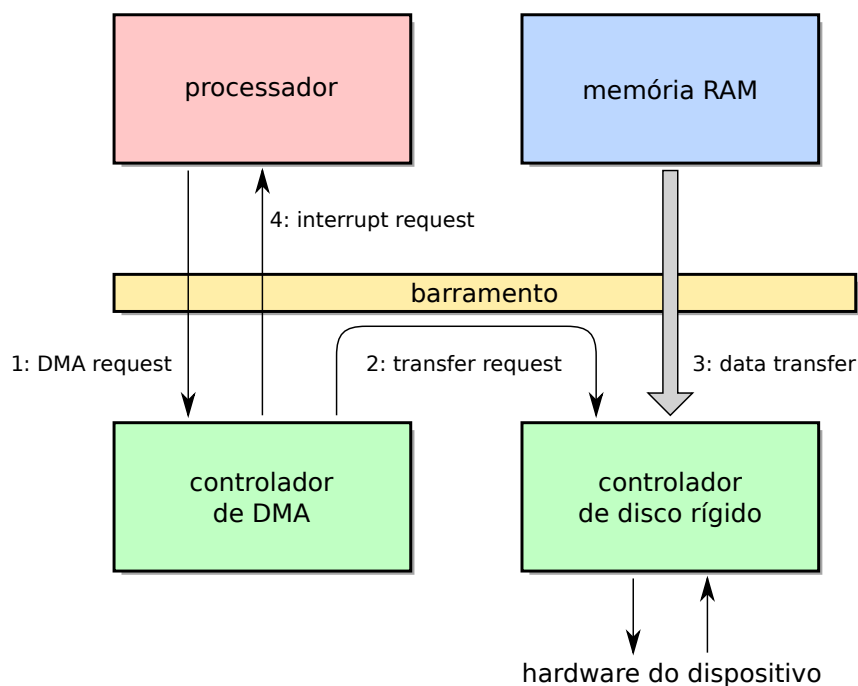 processador
memória RAM
4: interrupt request
barramento
1: DMA request
2: transfer request
3: data transfer
controlador
de DMA
controlador
de disco rígido
hardware do dispositivo